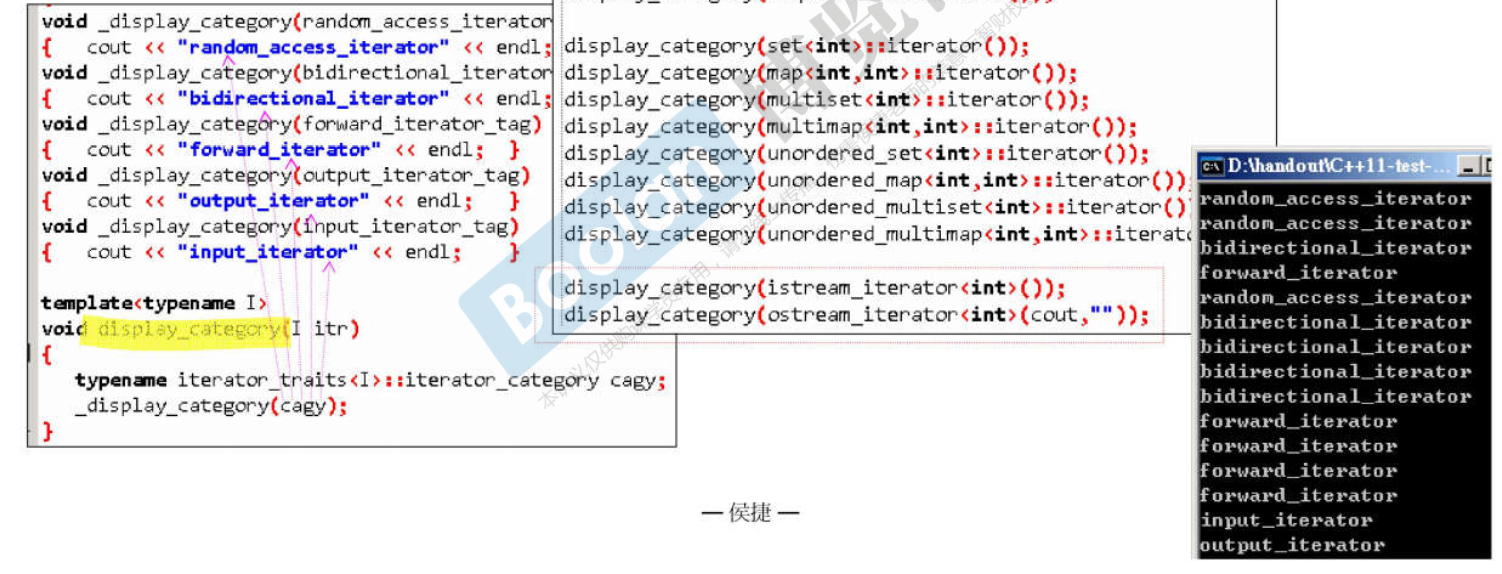 void _display_category(random_access_iterator
{   cout << "random_access_iterator" << endl;
void _display_category(bidirectional_iterator
{   cout << "bidirectional_iterator" << endl;
void _display_category(forward_iterator_tag)
{   cout << "forward_iterator" << endl;  }
void _display_category(output_iterator_tag)
{   cout << "output_iterator" << endl;   }
void _display_category(input_iterator_tag)
{   cout << "input_iterator" << endl;    }
template<typename I>
void display_category(I itr)
{
typename iterator_traits<I>::iterator_category cagy;
_display_category(cagy);
}
display_category(set<int>::iterator());
display_category(map<int,int>::iterator());
display_category(multiset<int>::iterator());
display_category(multimap<int,int>::iterator());
display_category(unordered_set<int>::iterator());
display_category(unordered_map<int,int>::iterator());
display_category(unordered_multiset<int>::iterator()
display_category(unordered_multimap<int,int>::iterato
display_category(istream_iterator<int>());
display_category(ostream_iterator<int>(cout,""));
D:\handout\C++11-test-...
random_access_iterator
random_access_iterator
bidirectional_iterator
forward_iterator
random_access_iterator
bidirectional_iterator
bidirectional_iterator
bidirectional_iterator
bidirectional_iterator
forward_iterator
forward_iterator
forward_iterator
forward_iterator
input_iterator
output_iterator
Boolan
博览
— 侯捷 —